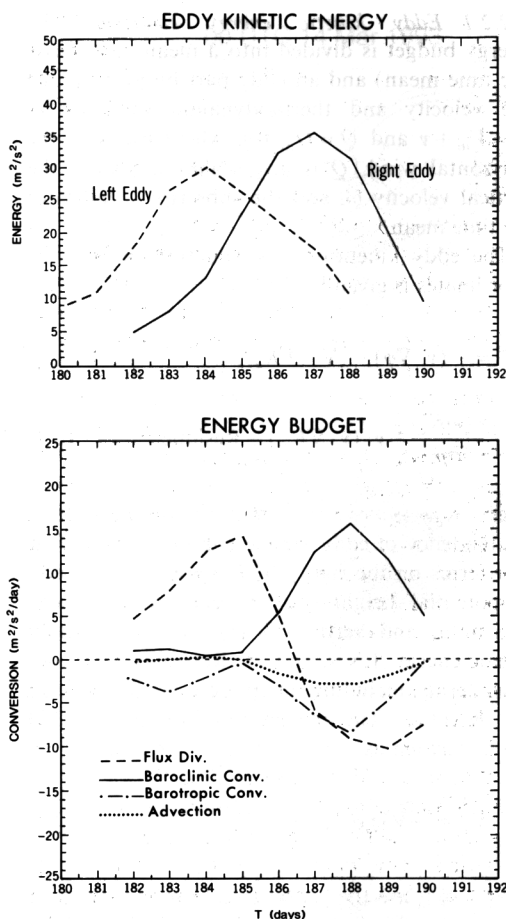 EDDY KINETIC ENERGY
50
45
40
35
30
25
20
15
10
5
0
ENERGY (m²/s²)
Left Eddy
Right Eddy
180 181 182 183 184 185 186 187 188 189 190 191 192
ENERGY BUDGET
25
20
15
10
5
0
-5
-10
-15
-20
-25
CONVERSION (m²/s²/day)
Flux Div.
Baroclinic Conv.
Barotropic Conv.
Advection
180 181 182 183 184 185 186 187 188 189 190 191 192
T (days)